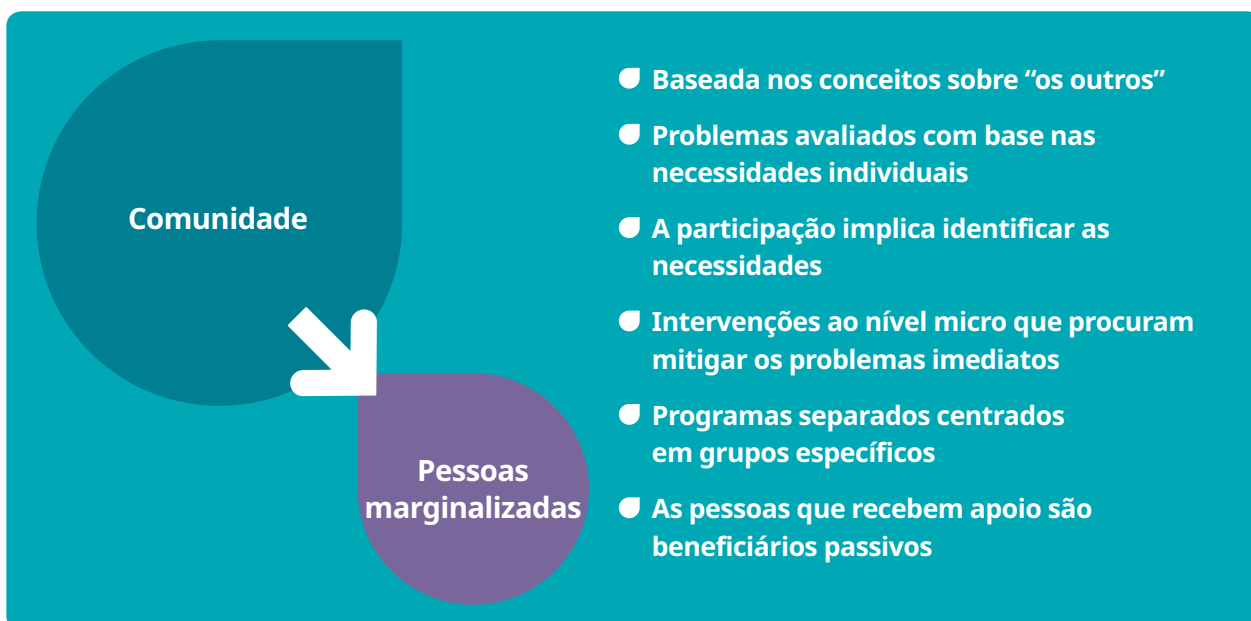 Comunidade
Pessoas
marginalizadas
Baseada nos conceitos sobre “os outros”
Problemas avaliados com base nas
necessidades individuais
A participação implica identificar as
necessidades
Intervenções ao nível micro que procuram
mitigar os problemas imediatos
Programas separados centrados
em grupos específicos
As pessoas que recebem apoio são
beneficiários passivos